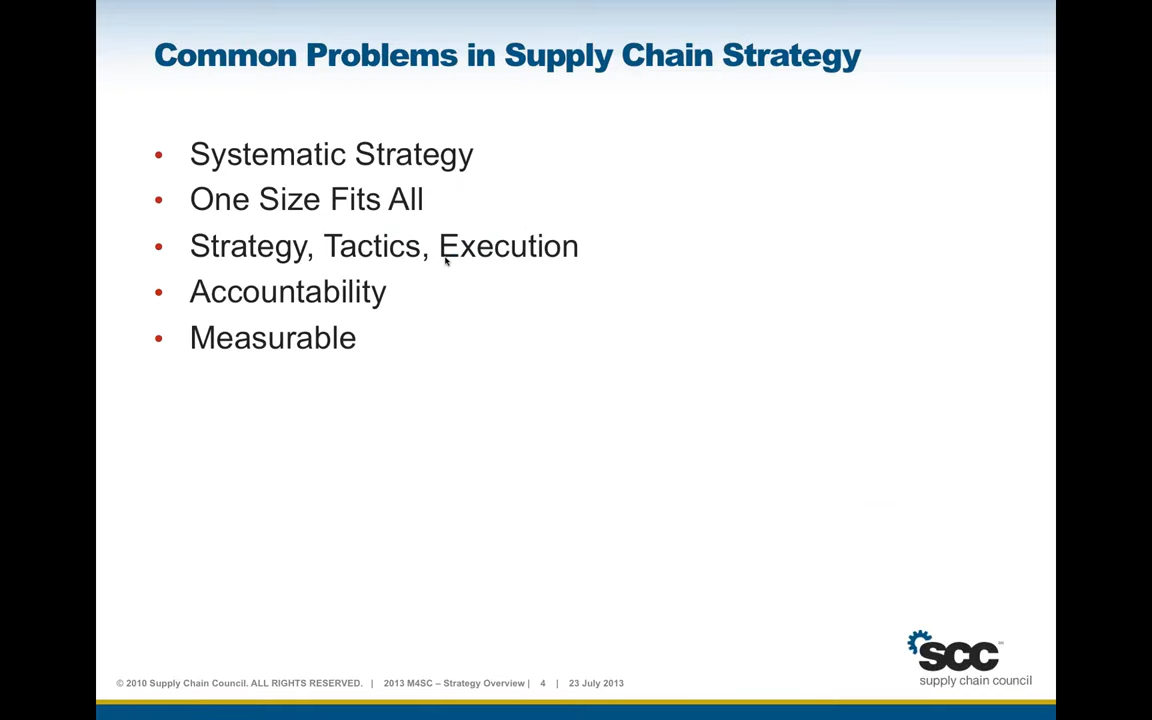 Common Problems in Supply Chain Strategy
• Systematic Strategy
• One Size Fits All
• Strategy, Tactics, Execution
• Accountability
• Measurable
scc
supply chain council
© 2010 Supply Chain Council. ALL RIGHTS RESERVED. | 2013 M4SC – Strategy Overview | 4 | 23 July 2013